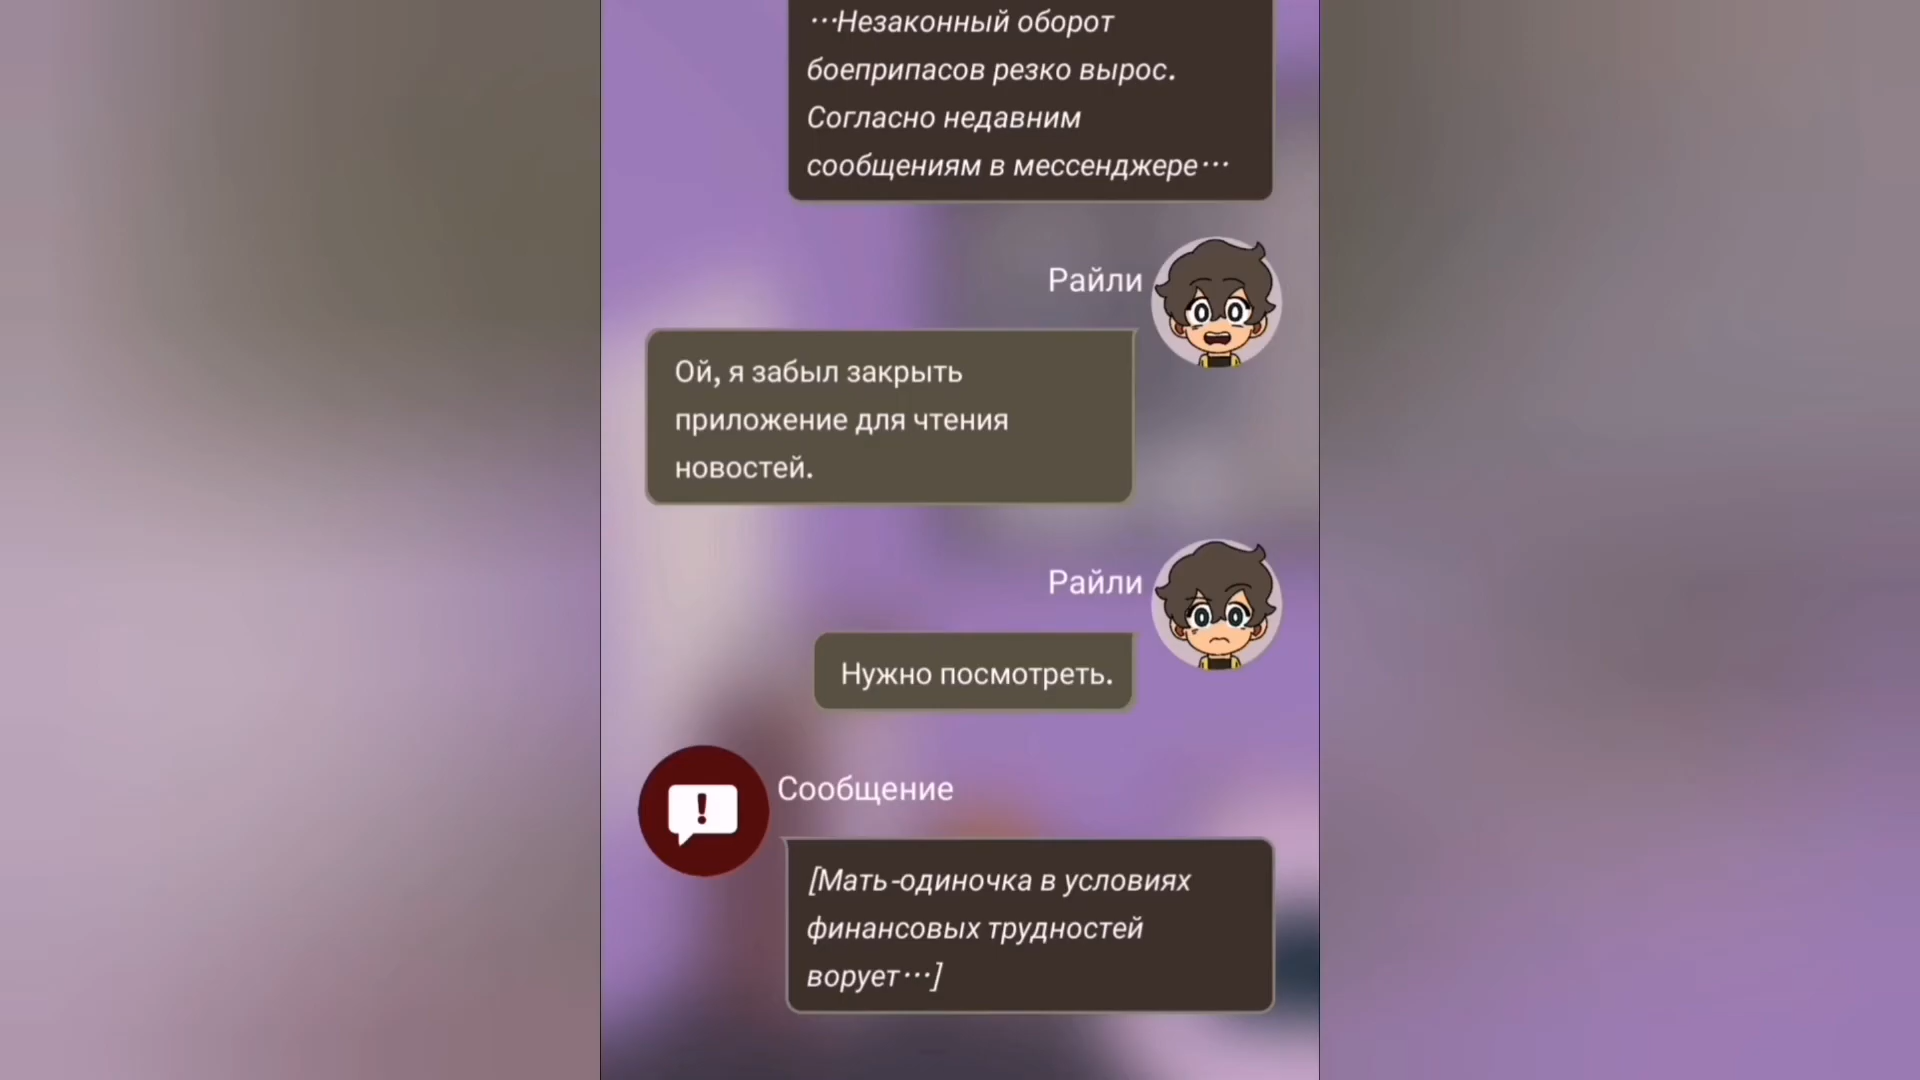 …Незаконный оборот
боеприпасов резко вырос.
Согласно недавним
сообщениям в мессенджере…
Райли
Ой, я забыл закрыть
приложение для чтения
новостей.
Райли
Нужно посмотреть.
Сообщение
[Мать-одиночка в условиях
финансовых трудностей
ворует…]